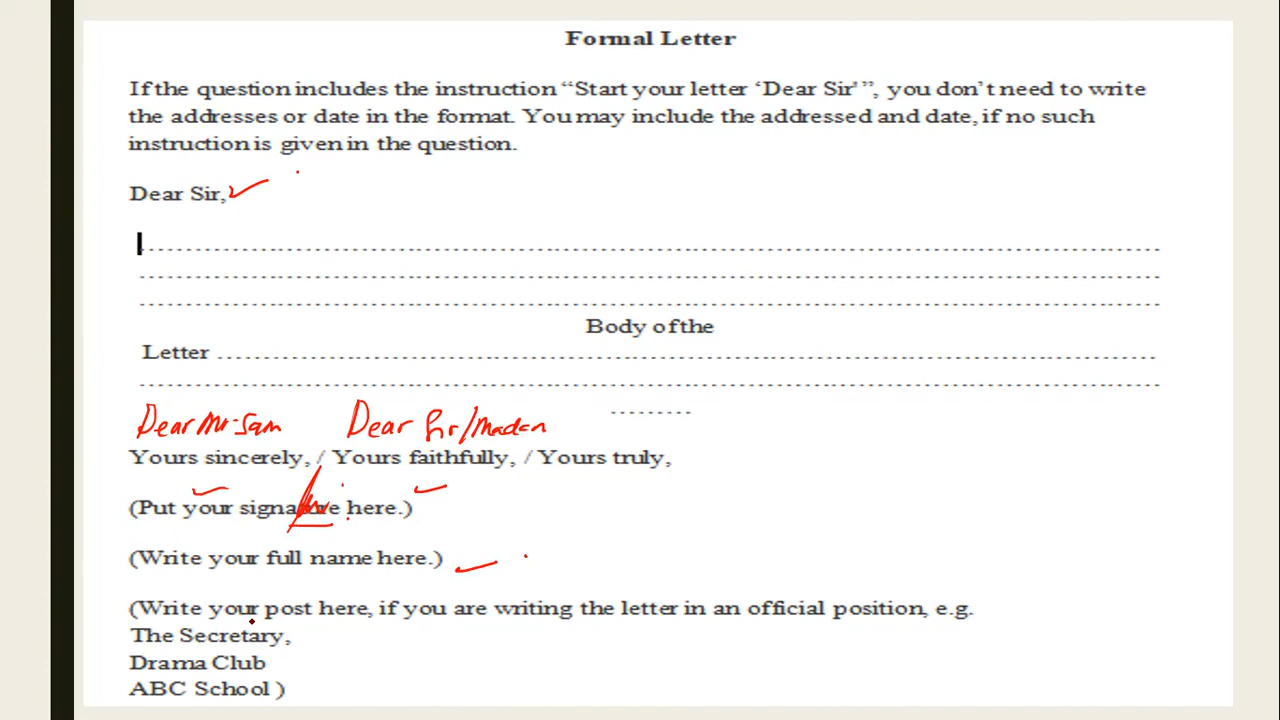 Formal Letter
If the question includes the instruction “Start your letter ‘Dear Sir’”, you don’t need to write
the addresses or date in the format. You may include the addressed and date, if no such
instruction is given in the question.
Dear Sir,
........................................................................................................
........................................................................................................
........................................................................................................
Body of the
Letter ...............................................................................................
........................................................................................................
.........
Dear Mr. Sam Dear Sir/Madan
Yours sincerely, / Yours faithfully, / Yours truly,
(Put your signature here.)
(Write your full name here.)
(Write your post here, if you are writing the letter in an official position, e.g.
The Secretary,
Drama Club
ABC School )